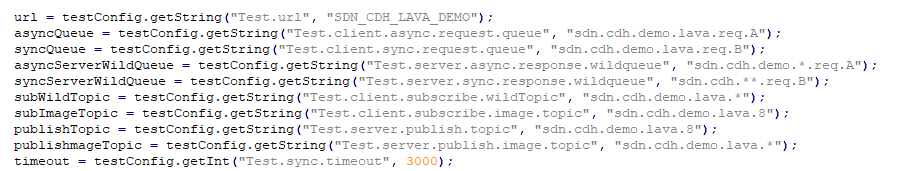 url = testConfig.getString("Test.url", "SDN_CDH_LAVA_DEMO");
asyncQueue = testConfig.getString("Test.client.async.request.queue", "sdn.cdh.demo.lava.req.A");
syncQueue = testConfig.getString("Test.client.sync.request.queue", "sdn.cdh.demo.lava.req.B");
asyncServerWildQueue = testConfig.getString("Test.server.async.response.wildqueue", "sdn.cdh.demo.*.req.A");
syncServerWildQueue = testConfig.getString("Test.server.sync.response.wildqueue", "sdn.cdh.**.req.B");
subWildTopic = testConfig.getString("Test.client.subscribe.wildTopic", "sdn.cdh.demo.lava.*");
subImageTopic = testConfig.getString("Test.client.subscribe.image.topic", "sdn.cdh.demo.lava.8");
publishTopic = testConfig.getString("Test.server.publish.topic", "sdn.cdh.demo.lava.8");
publishmageTopic = testConfig.getString("Test.server.publish.image.topic", "sdn.cdh.demo.lava.*");
timeout = testConfig.getInt("Test.sync.timeout", 3000);